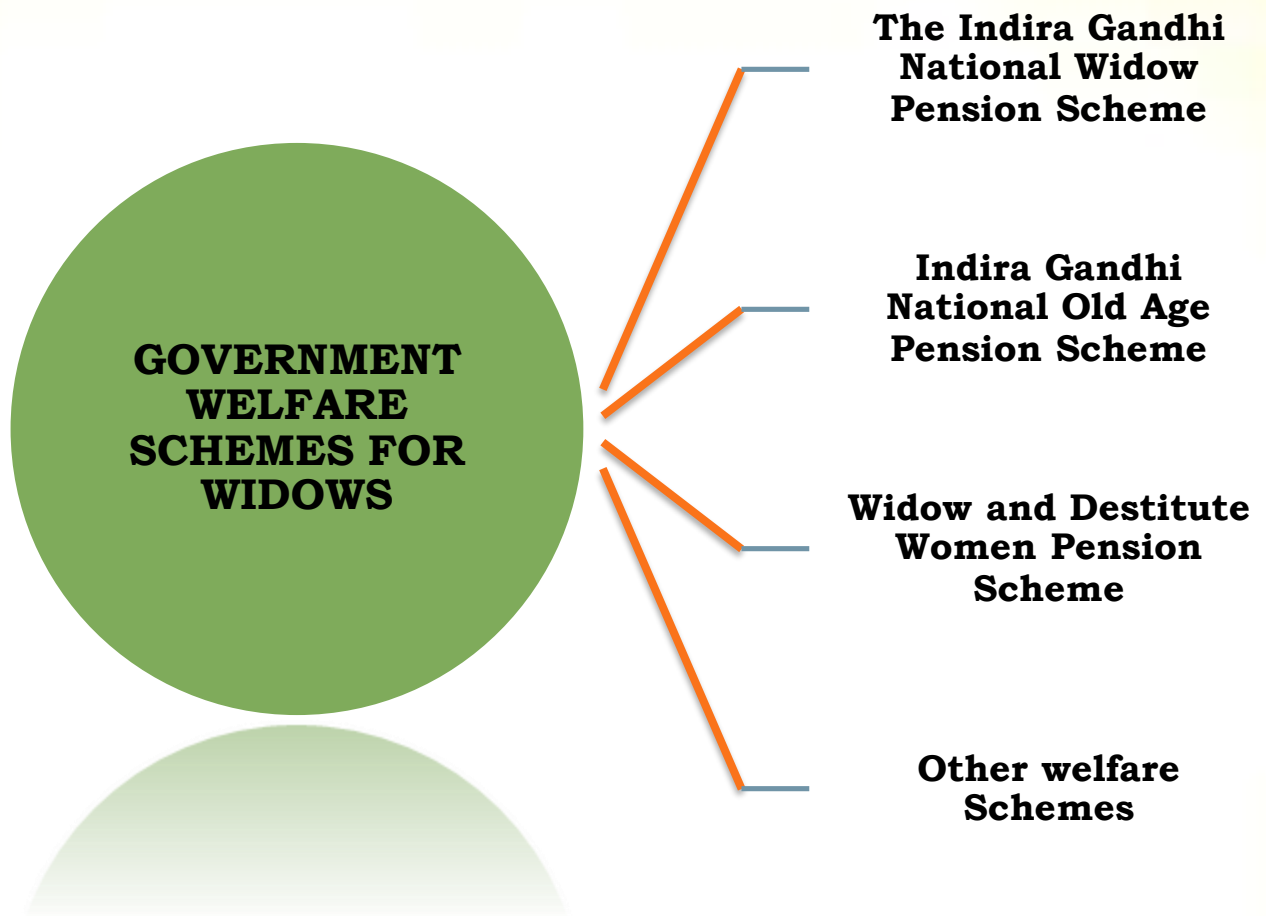 GOVERNMENT
WELFARE
SCHEMES FOR
WIDOWS
The Indira Gandhi
National Widow
Pension Scheme
Indira Gandhi
National Old Age
Pension Scheme
Widow and Destitute
Women Pension
Scheme
Other welfare
Schemes